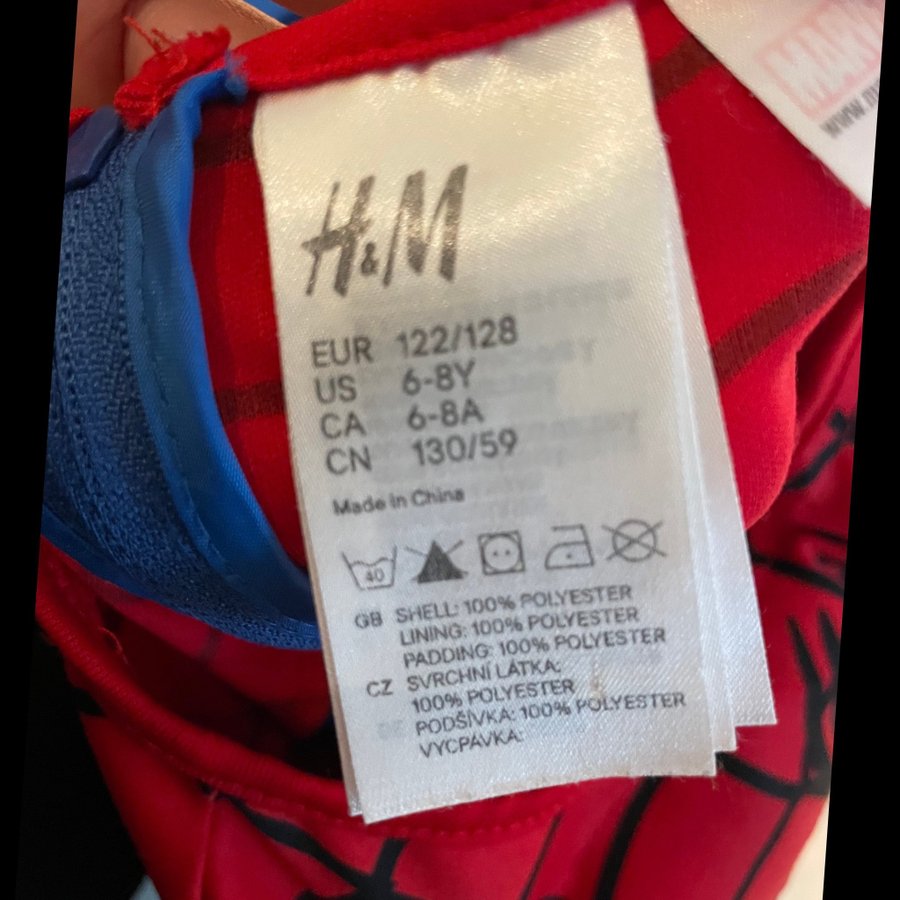 H&M
EUR 122/128
US 6-8Y
CA 6-8A
CN 130/59
Made in China
40
GB SHELL: 100% POLYESTER
LINING: 100% POLYESTER
PADDING: 100% POLYESTER
CZ SVRCHNÍ LÁTKA:
100% POLYESTER
PODŠÍVKA: 100% POLYESTER
VYCPÁVKA: